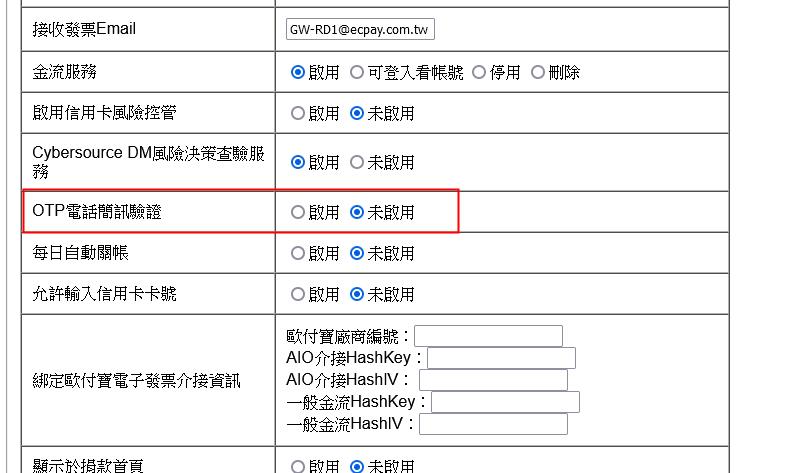 接收發票Email GW-RD1@ecpay.com.tw
金流服務 啟用 可登入看帳號 停用 刪除
啟用信用卡風險控管 啟用 未啟用
Cybersource DM風險決策查驗服
務 啟用 未啟用
OTP電話簡訊驗證 啟用 未啟用
每日自動關帳 啟用 未啟用
允許輸入信用卡卡號 啟用 未啟用
綁定歐付寶電子發票介接資訊
歐付寶廠商編號：
AIO介接HashKey：
AIO介接HashIV：
一般金流HashKey：
一般金流HashIV：
顯示於捐款首頁 啟用 未啟用